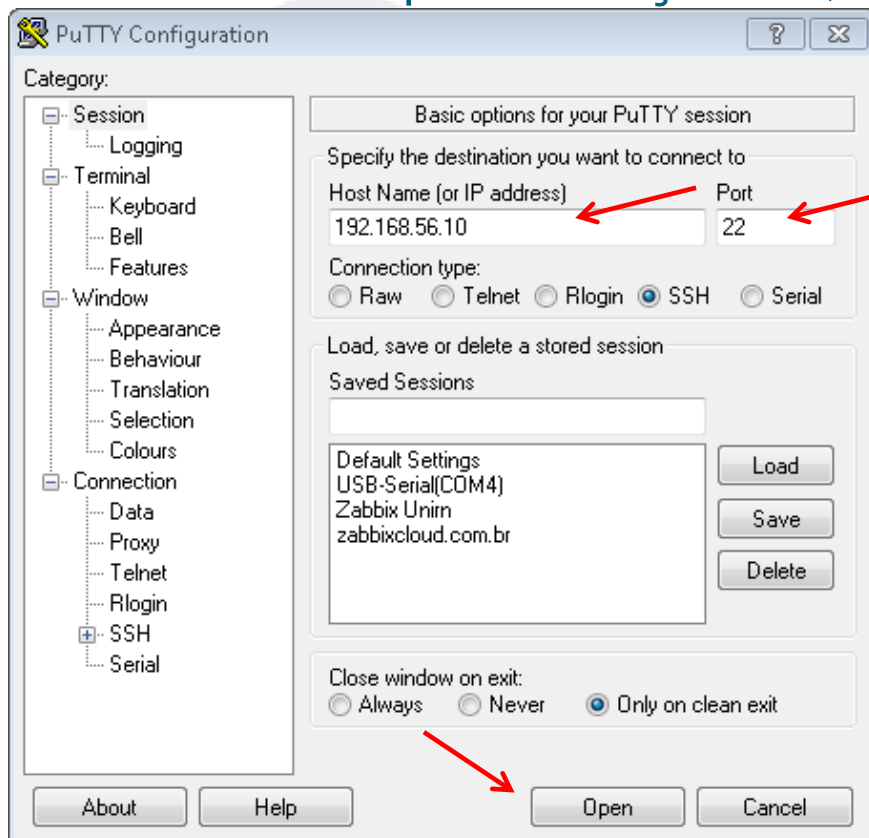 PuTTY Configuration
Category:
Session
Logging
Terminal
Keyboard
Bell
Features
Window
Appearance
Behaviour
Translation
Selection
Colours
Connection
Data
Proxy
Telnet
Rlogin
SSH
Serial
Basic options for your PuTTY session
Specify the destination you want to connect to
Host Name (or IP address) Port
192.168.56.10 22
Connection type:
Raw Telnet Rlogin SSH Serial
Load, save or delete a stored session
Saved Sessions
Default Settings
USB-Serial(COM4)
Zabbix Unirn
zabbixcloud.com.br
Load
Save
Delete
Close window on exit:
Always Never Only on clean exit
About Help Open Cancel